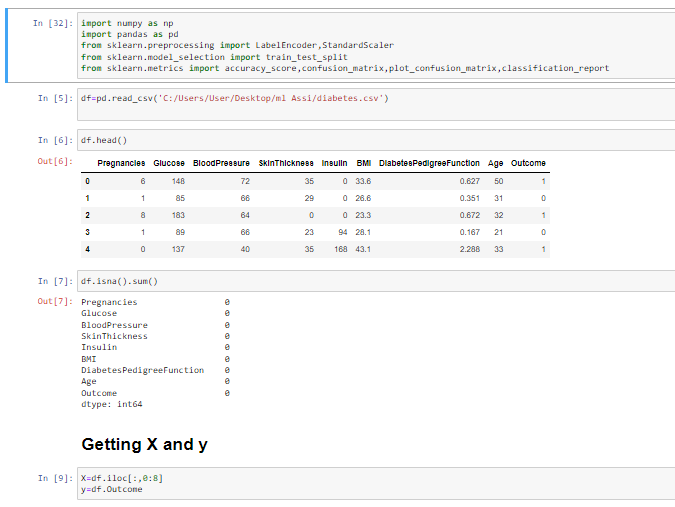 In [32]: import numpy as np
import pandas as pd
from sklearn.preprocessing import LabelEncoder,StandardScaler
from sklearn.model_selection import train_test_split
from sklearn.metrics import accuracy_score,confusion_matrix,plot_confusion_matrix,classification_report
In [5]: df=pd.read_csv('C:/Users/User/Desktop/ml Assi/diabetes.csv')
In [6]: df.head()
Out[6]: Pregnancies Glucose BloodPressure SkinThickness Insulin BMI DiabetesPedigreeFunction Age Outcome
0 6 148 72 35 0 33.6 0.627 50 1
1 1 85 66 29 0 26.6 0.351 31 0
2 8 183 64 0 0 23.3 0.672 32 1
3 1 89 66 23 94 28.1 0.167 21 0
4 0 137 40 35 168 43.1 2.288 33 1
In [7]: df.isna().sum()
Out[7]: Pregnancies 0
Glucose 0
BloodPressure 0
SkinThickness 0
Insulin 0
BMI 0
DiabetesPedigreeFunction 0
Age 0
Outcome 0
dtype: int64
Getting X and y
In [9]: X=df.iloc[:,0:8]
y=df.Outcome